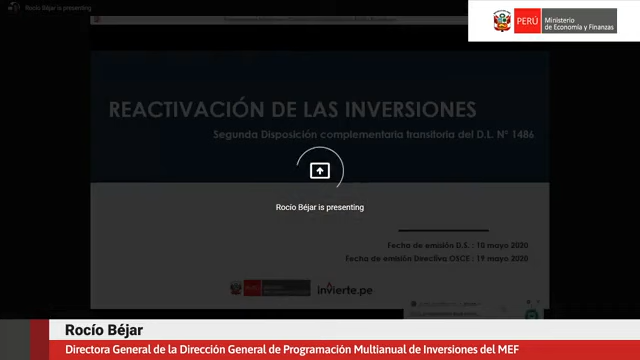 Rocío Béjar is presenting
PERÚ
Ministerio
de Economía y Finanzas
REACTIVACIÓN DE LAS INVERSIONES
Segunda Disposición complementaria transitoria del D.L. N° 1486
Rocío Béjar is presenting
Fecha de emisión D.S. : 10 mayo 2020
Fecha de emisión Directiva OSCE : 19 mayo 2020
PERÚ
invierte.pe
Rocío Béjar
Directora General de la Dirección General de Programación Multianual de Inversiones del MEF